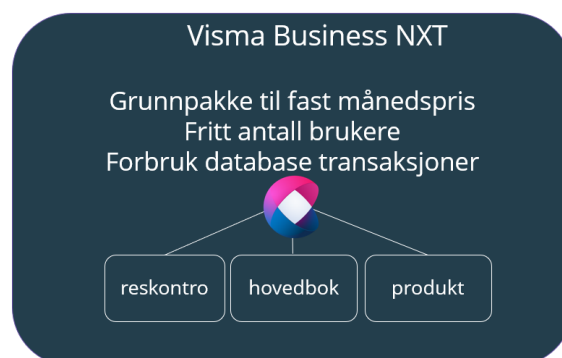 Visma Business NXT
Grunnpakke til fast månedspris
Fritt antall brukere
Forbruk database transaksjoner
reskontro
hovedbok
produkt